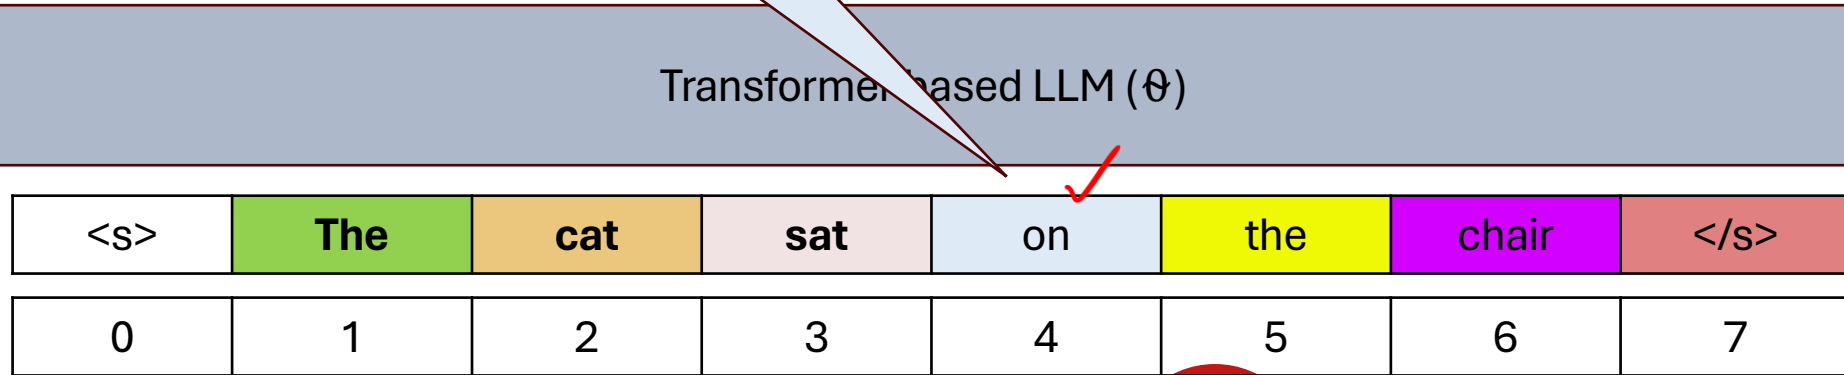 Transformer based LLM (ϑ)
<s> The cat sat on the chair </s>
0 1 2 3 4 5 6 7